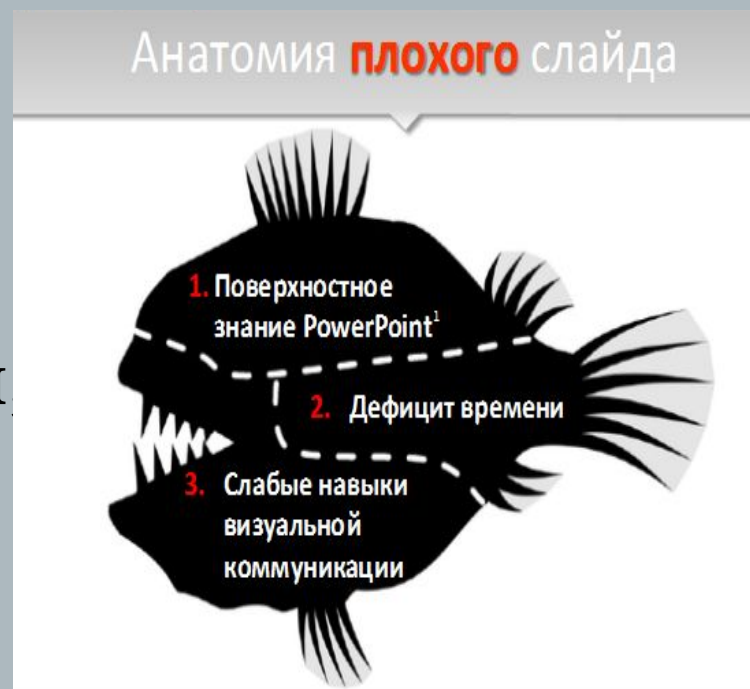 Анатомия плохого слайда
1. Поверхностное
знание PowerPoint¹
2. Дефицит времени
3. Слабые навыки
визуальной
коммуникации